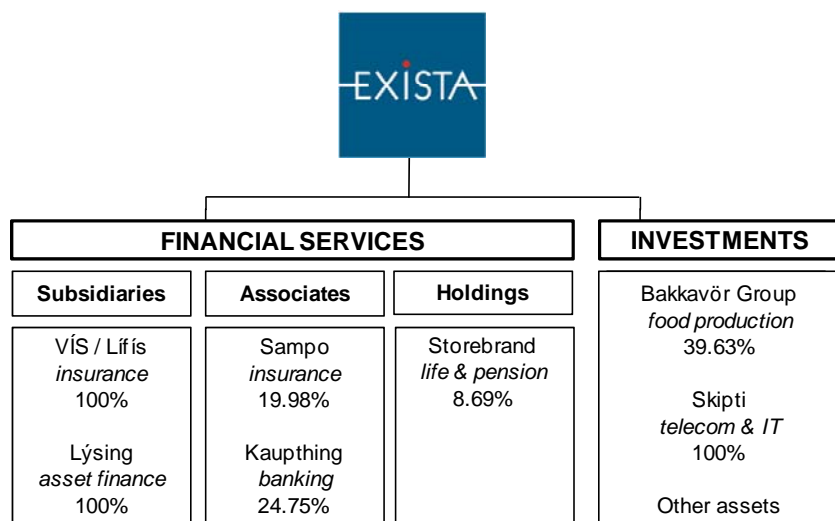 EXiSTA
FINANCIAL SERVICES
Subsidiaries
VÍS / Lífís
insurance
100%
Lýsing
asset finance
100%
Associates
Sampo
insurance
19.98%
Kaupthing
banking
24.75%
Holdings
Storebrand
life & pension
8.69%
INVESTMENTS
Bakkavör Group
food production
39.63%
Skipti
telecom & IT
100%
Other assets